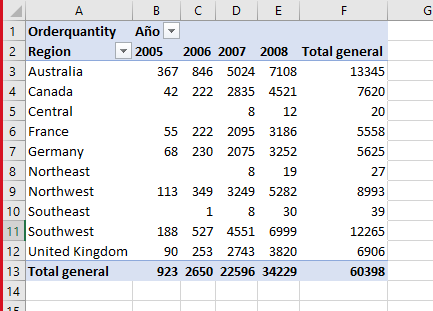 A B C D E F G
1 Orderquantity Año
2 Region 2005 2006 2007 2008 Total general
3 Australia 367 846 5024 7108 13345
4 Canada 42 222 2835 4521 7620
5 Central 8 12 20
6 France 55 222 2095 3186 5558
7 Germany 68 230 2075 3252 5625
8 Northeast 8 19 27
9 Northwest 113 349 3249 5282 8993
10 Southeast 1 8 30 39
11 Southwest 188 527 4551 6999 12265
12 United Kingdom 90 253 2743 3820 6906
13 Total general 923 2650 22596 34229 60398
14
15